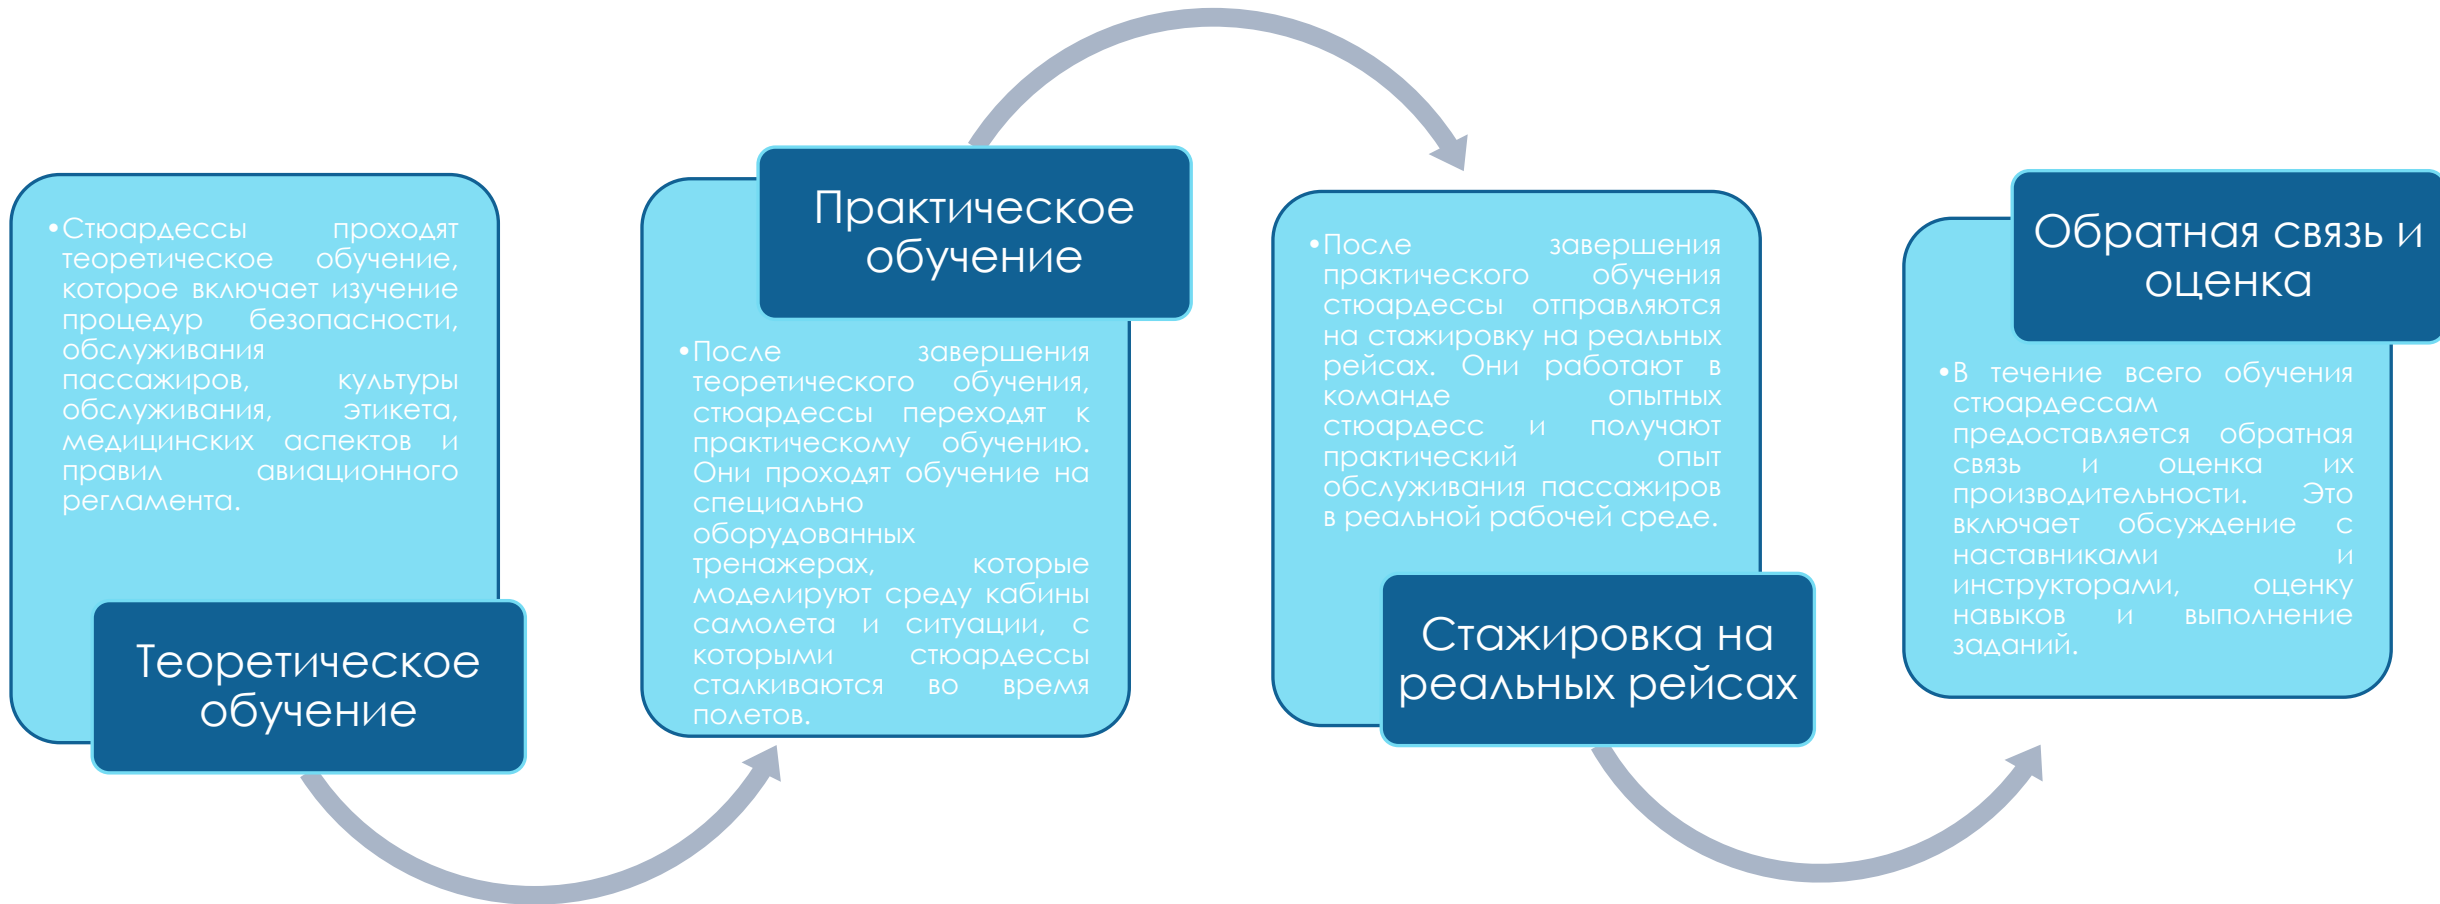 •Стюардессы проходят
теоретическое обучение,
которое включает изучение
процедур безопасности,
обслуживания
пассажиров, культуры
обслуживания, этикета,
медицинских аспектов и
правил авиационного
регламента.
Теоретическое
обучение
Практическое
обучение
•После завершения
теоретического обучения,
стюардессы переходят к
практическому обучению.
Они проходят обучение на
специально
оборудованных
тренажерах, которые
моделируют среду кабины
самолета и ситуации, с
которыми стюардессы
сталкиваются во время
полетов.
•После завершения
практического обучения
стюардессы отправляются
на стажировку на реальных
рейсах. Они работают в
команде опытных
стюардесс и получают
практический опыт
обслуживания пассажиров
в реальной рабочей среде.
Стажировка на
реальных рейсах
Обратная связь и
оценка
•В течение всего обучения
стюардессам
предоставляется обратная
связь и оценка их
производительности. Это
включает обсуждение с
наставниками и
инструкторами, оценку
навыков и выполнение
заданий.